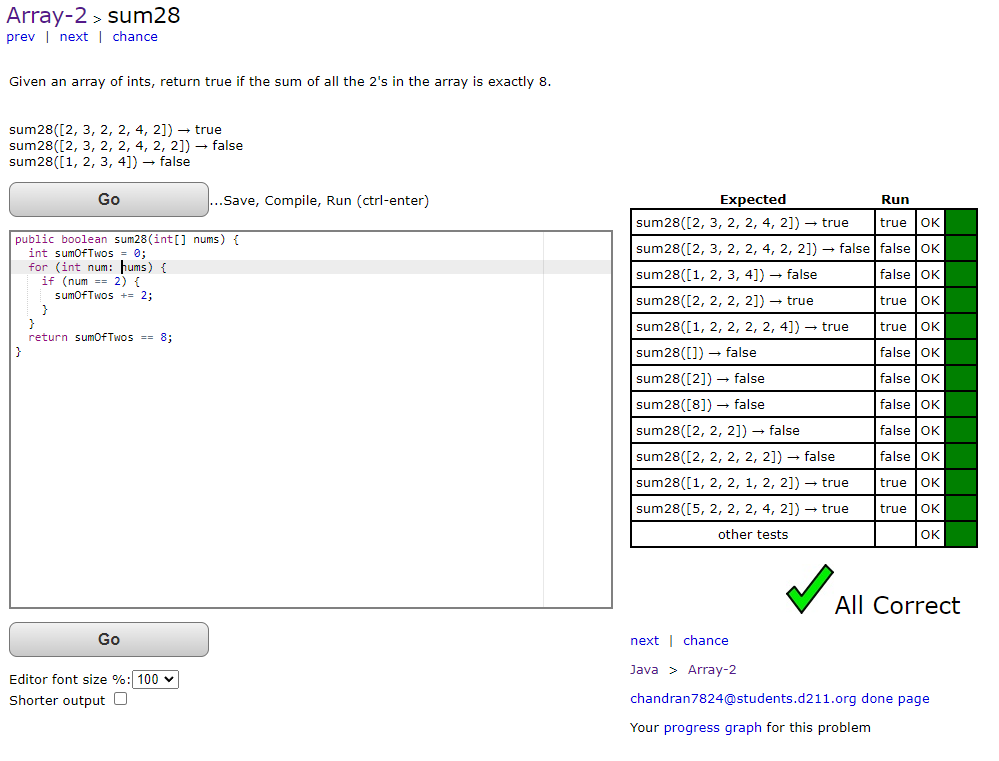 Array-2 > sum28
prev | next | chance
Given an array of ints, return true if the sum of all the 2's in the array is exactly 8.
sum28([2, 3, 2, 2, 4, 2]) → true
sum28([2, 3, 2, 2, 4, 2, 2]) → false
sum28([1, 2, 3, 4]) → false
Go
...Save, Compile, Run (ctrl-enter)
public boolean sum28(int[] nums) {
  int sumOfTwos = 0;
  for (int num: nums) {
    if (num == 2) {
      sumOfTwos += 2;
    }
  }
  return sumOfTwos == 8;
}
Go
Editor font size %: 100
Shorter output
Expected Run
sum28([2, 3, 2, 2, 4, 2]) → true true OK
sum28([2, 3, 2, 2, 4, 2, 2]) → false false OK
sum28([1, 2, 3, 4]) → false false OK
sum28([2, 2, 2, 2]) → true true OK
sum28([1, 2, 2, 2, 2, 4]) → true true OK
sum28([]) → false false OK
sum28([2]) → false false OK
sum28([8]) → false false OK
sum28([2, 2, 2]) → false false OK
sum28([2, 2, 2, 2, 2]) → false false OK
sum28([1, 2, 2, 1, 2, 2]) → true true OK
sum28([5, 2, 2, 2, 4, 2]) → true true OK
other tests OK
All Correct
next | chance
Java > Array-2
chandran7824@students.d211.org done page
Your progress graph for this problem